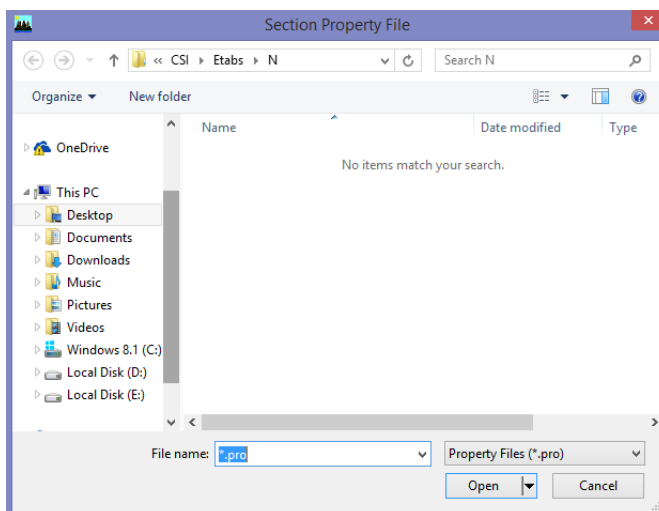 Section Property File
« CSI Etabs N Search N
Organize New folder
Name Date modified Type
No items match your search.
OneDrive
This PC
Desktop
Documents
Downloads
Music
Pictures
Videos
Windows 8.1 (C:)
Local Disk (D:)
Local Disk (E:)
File name: *.pro Property Files (*.pro)
Open Cancel